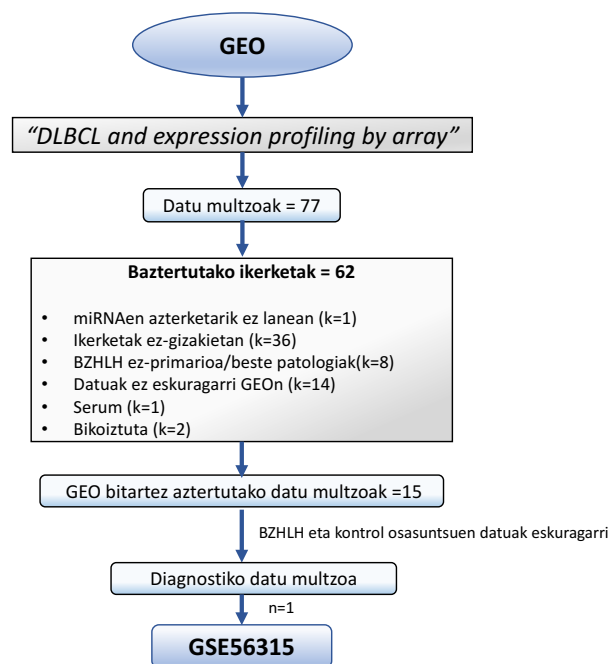 GEO
“DLBCL and expression profiling by array”
Datu multzoak = 77
Baztertutako ikerketak = 62
• miRNAen azterketarik ez lanean (k=1)
• Ikerketak ez-gizakietan (k=36)
• BZHLH ez-primarioa/beste patologiak(k=8)
• Datuak ez eskuragarri GEOn (k=14)
• Serum (k=1)
• Bikoiztuta (k=2)
GEO bitartez aztertutako datu multzoak =15
BZHLH eta kontrol osasuntsuen datuak eskuragarri
Diagnostiko datu multzoa
n=1
GSE56315